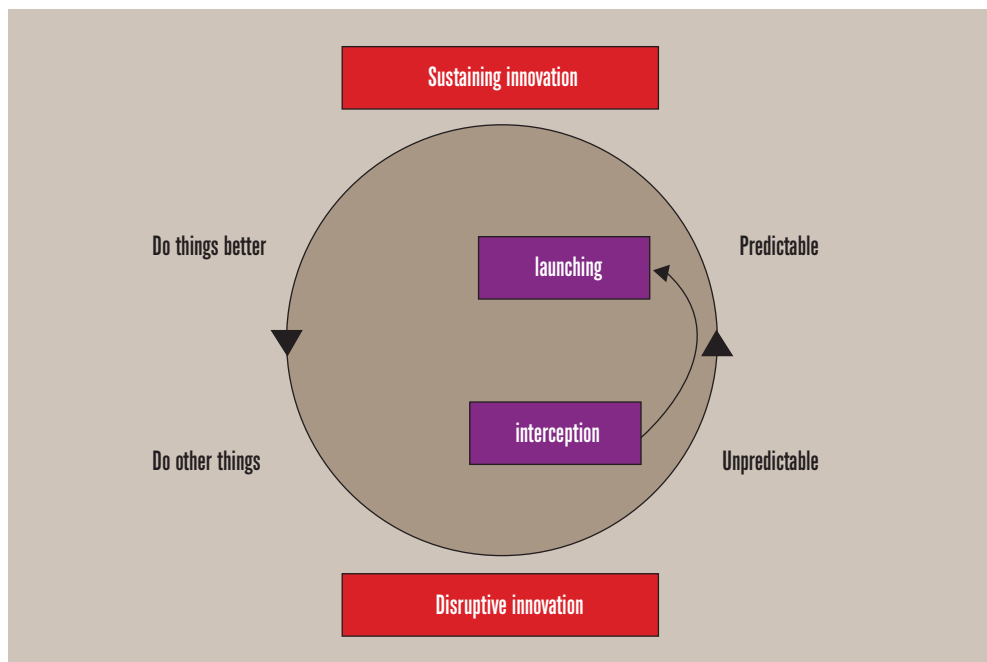 Sustaining innovation
Do things better
Predictable
launching
interception
Do other things
Unpredictable
Disruptive innovation